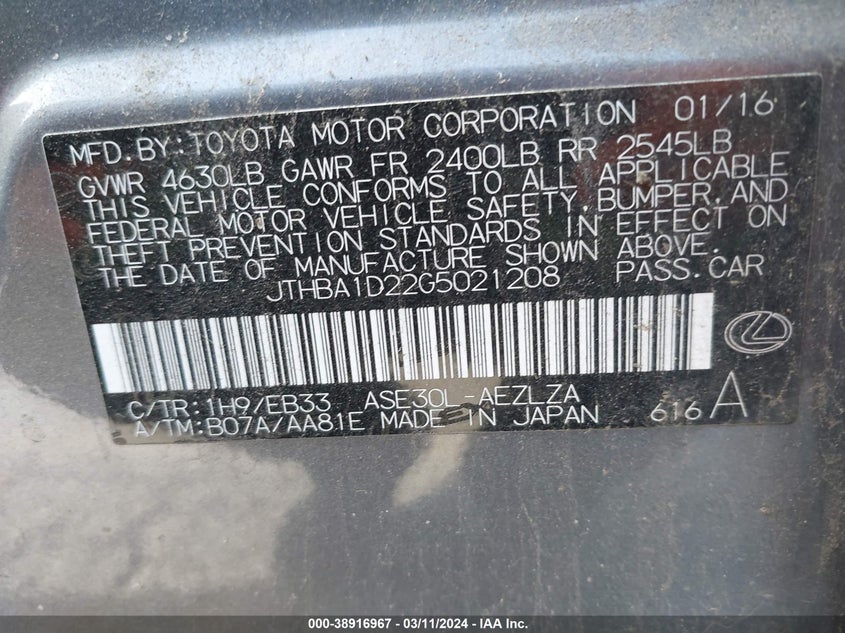 MFD.BY:TOYOTA MOTOR CORPORATION 01/16
GVWR 4630LB GAWR FR 2400LB RR 2545LB
THIS VEHICLE CONFORMS TO ALL APPLICABLE
FEDERAL MOTOR VEHICLE SAFETY,BUMPER,AND
THEFT PREVENTION STANDARDS IN EFFECT ON
THE DATE OF MANUFACTURE SHOWN ABOVE.
JTHBA1D22G5021208 PASS.CAR
C/TR:1H9/EB33 ASE30L-AEZLZA
A/TM:B07A/AA81E MADE IN JAPAN 616 A
000-38916967 - 03/11/2024 - IAA Inc.